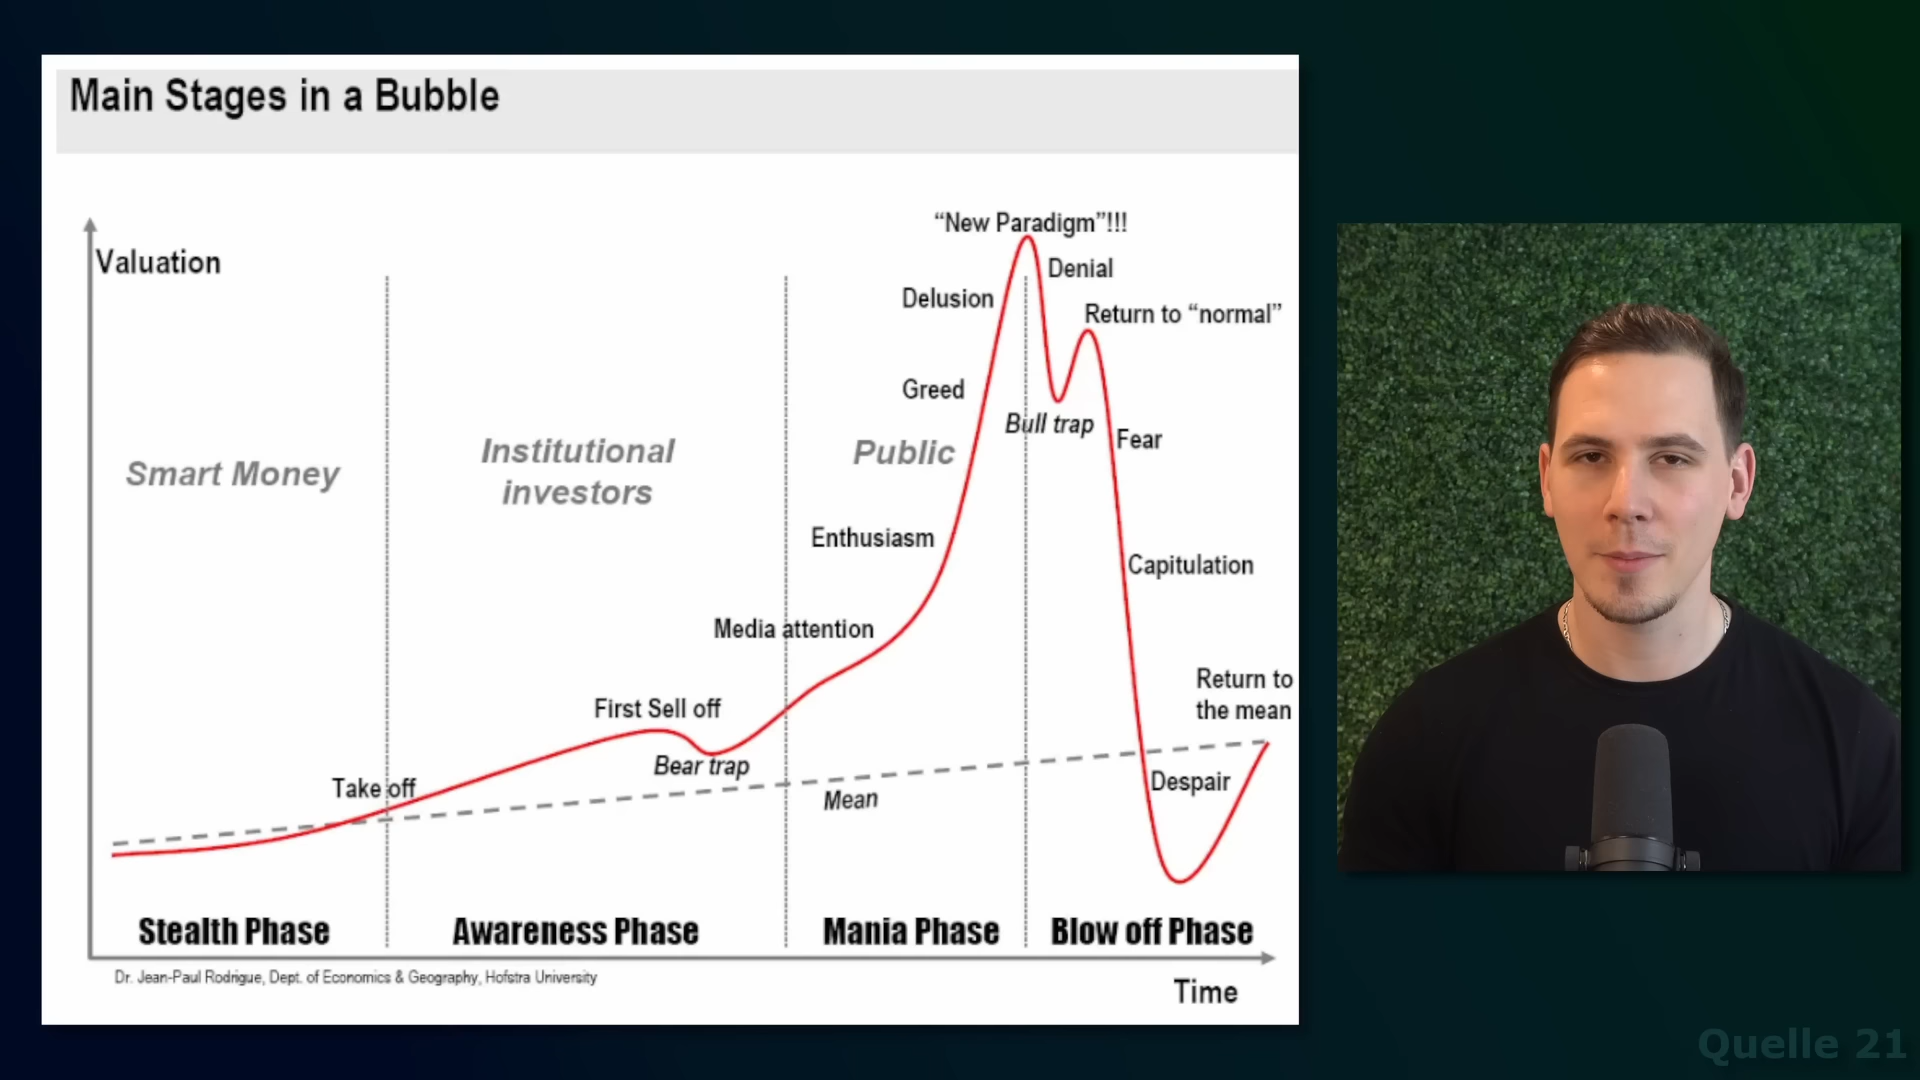 Main Stages in a Bubble
Valuation
“New Paradigm”!!!
Denial
Delusion
Return to “normal”
Greed
Bull trap
Fear
Smart Money
Institutional
investors
Public
Enthusiasm
Capitulation
Media attention
First Sell off
Return to
the mean
Bear trap
Take off
Mean
Despair
Stealth Phase
Awareness Phase
Mania Phase
Blow off Phase
Dr. Jean-Paul Rodrigue, Dept. of Economics & Geography, Hofstra University
Time
Quelle 21